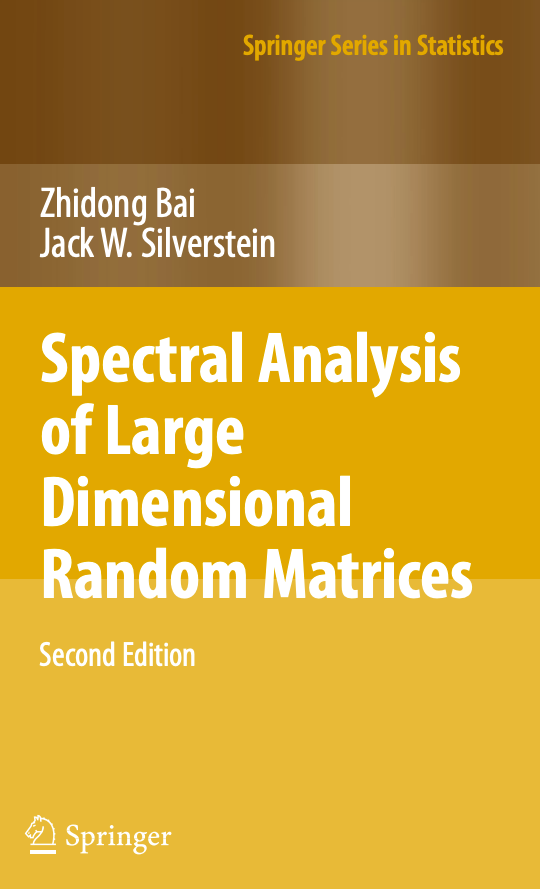 Springer Series in Statistics
Zhidong Bai
Jack W. Silverstein
Spectral Analysis
of Large
Dimensional
Random Matrices
Second Edition
Springer